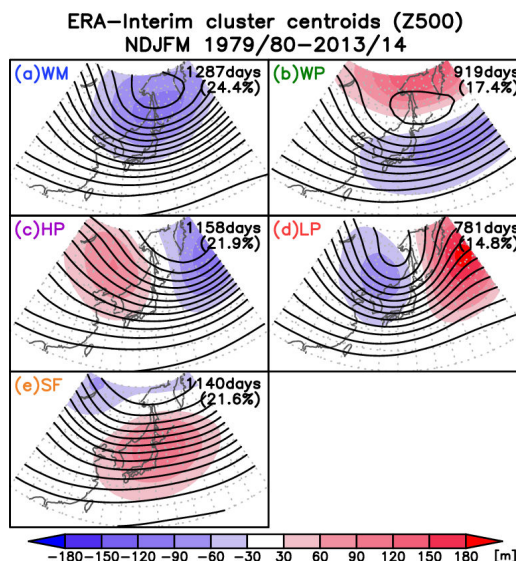 ERA−Interim cluster centroids (Z500)
NDJFM 1979/80−2013/14
(a)WM 1287days
(24.4%)
(b)WP 919days
(17.4%)
(c)HP 1158days
(21.9%)
(d)LP 781days
(14.8%)
(e)SF 1140days
(21.6%)
−180−150−120 −90 −60 −30 30 60 90 120 150 180 [m]